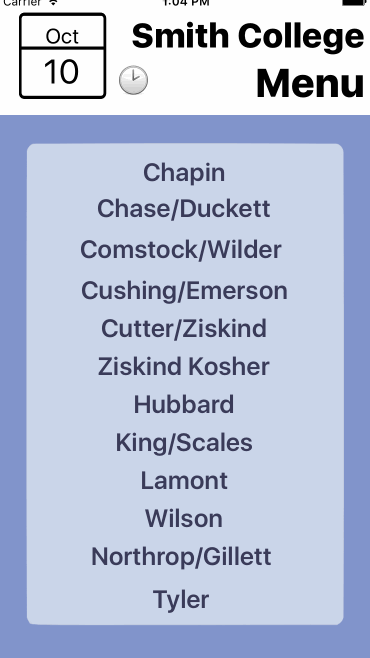 Carrier 1:04 PM
Oct
10
Smith College
Menu
Chapin
Chase/Duckett
Comstock/Wilder
Cushing/Emerson
Cutter/Ziskind
Ziskind Kosher
Hubbard
King/Scales
Lamont
Wilson
Northrop/Gillett
Tyler